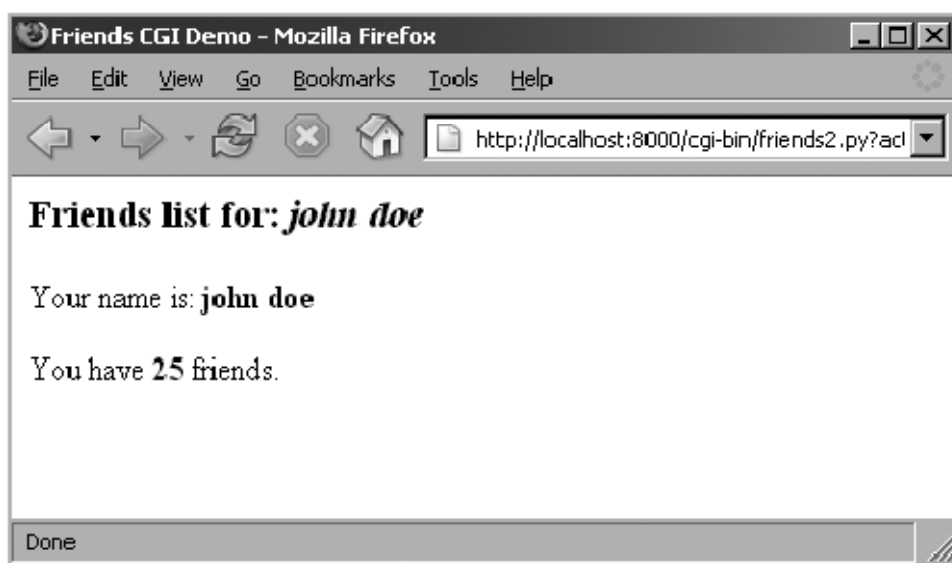 Friends CGI Demo - Mozilla Firefox
File Edit View Go Bookmarks Tools Help
http://localhost:8000/cgi-bin/friends2.py?act
Friends list for: john doe
Your name is: john doe
You have 25 friends.
Done